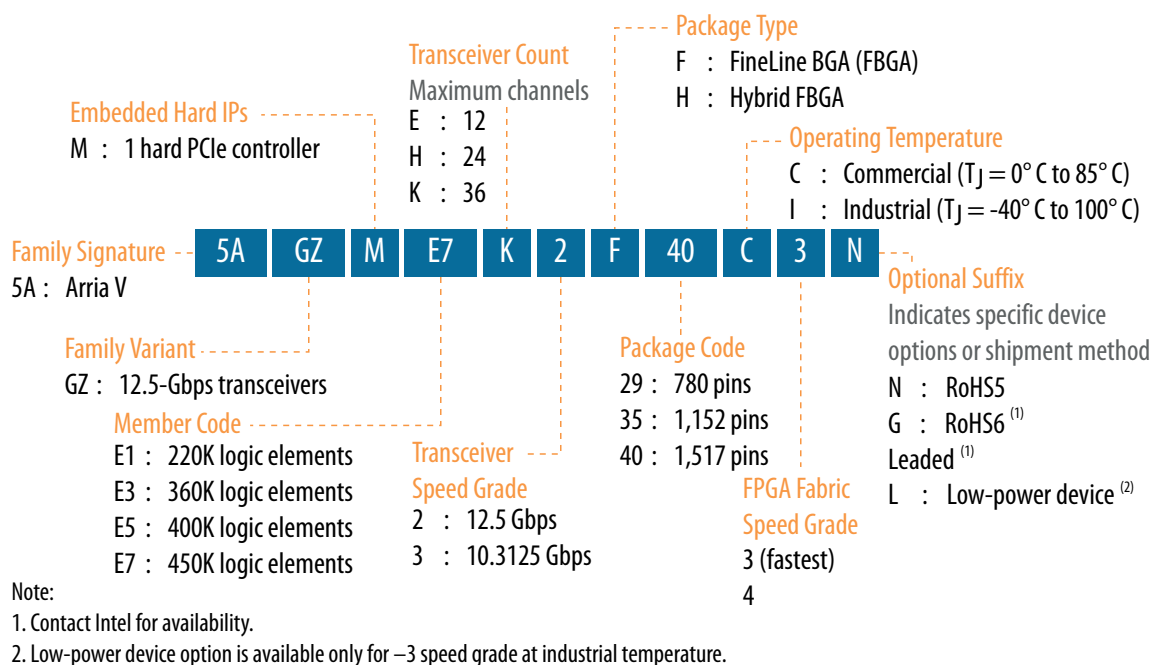 Package Type
F : FineLine BGA (FBGA)
H : Hybrid FBGA
Transceiver Count
Maximum channels
E : 12
H : 24
K : 36
Embedded Hard IPs
M : 1 hard PCIe controller
Operating Temperature
C : Commercial (TJ = 0° C to 85° C)
I : Industrial (TJ = -40° C to 100° C)
Family Signature
5A : Arria V
5A GZ M E7 K 2 F 40 C 3 N
Optional Suffix
Indicates specific device
options or shipment method
N : RoHS5
G : RoHS6 (1)
Leaded (1)
L : Low-power device (2)
Family Variant
GZ : 12.5-Gbps transceivers
Member Code
E1 : 220K logic elements
E3 : 360K logic elements
E5 : 400K logic elements
E7 : 450K logic elements
Transceiver
Speed Grade
2 : 12.5 Gbps
3 : 10.3125 Gbps
Package Code
29 : 780 pins
35 : 1,152 pins
40 : 1,517 pins
FPGA Fabric
Speed Grade
3 (fastest)
4
Note:
1. Contact Intel for availability.
2. Low-power device option is available only for –3 speed grade at industrial temperature.